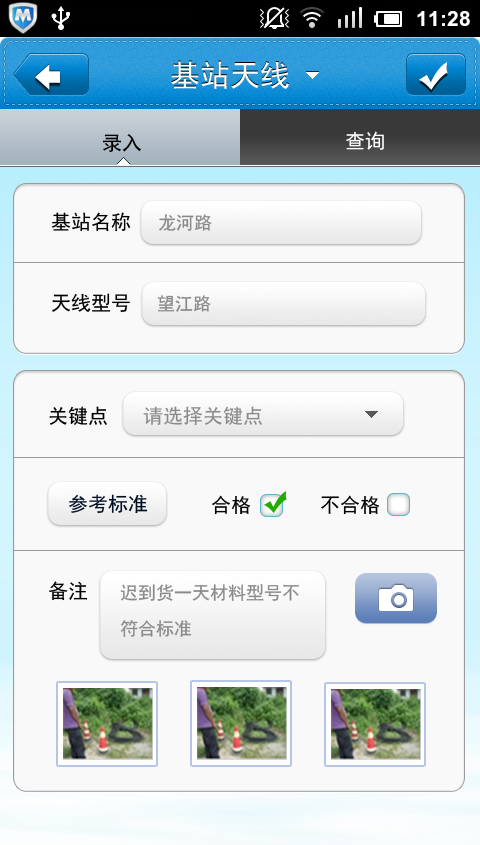 11:28
基站天线
录入
查询
基站名称 龙河路
天线型号 望江路
关键点 请选择关键点
参考标准 合格 不合格
备注 迟到货一天材料型号不
符合标准